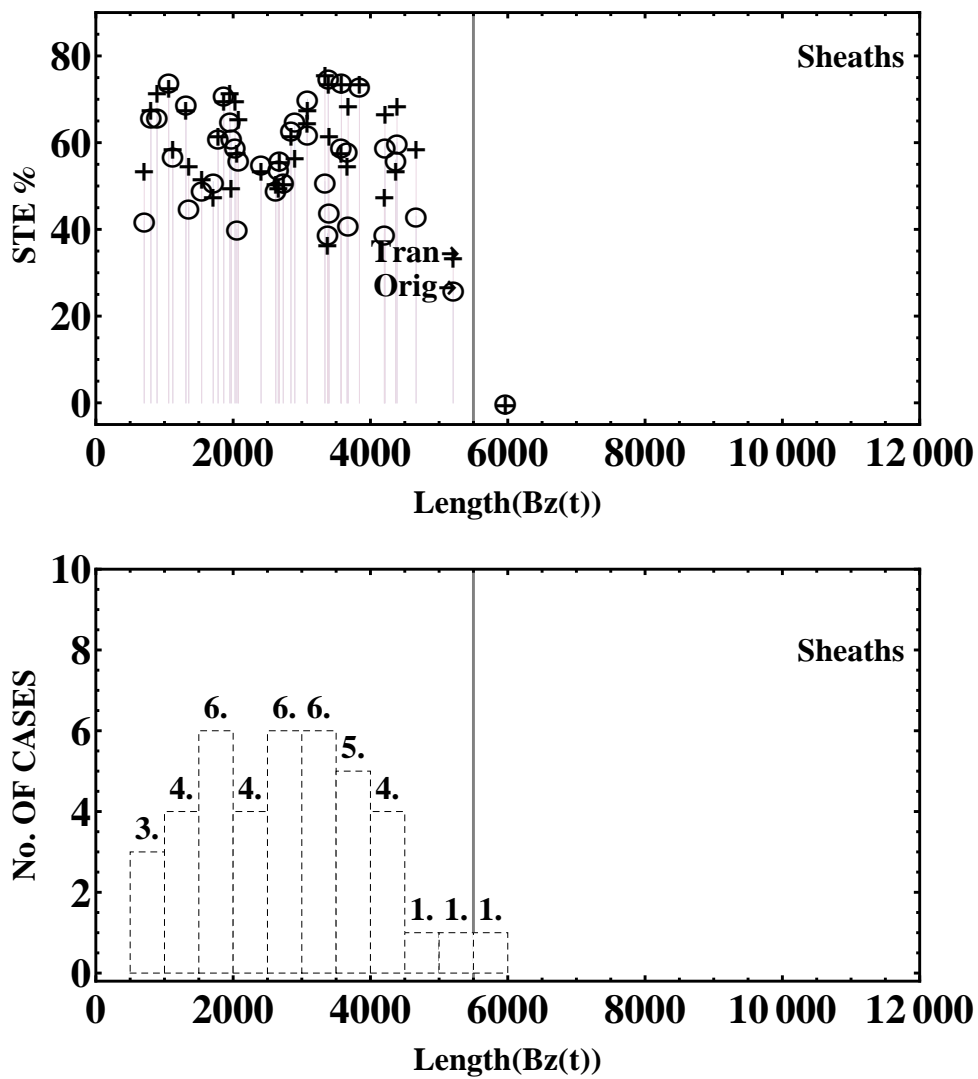 80
60
40
20
0
STE %
Sheaths
Tran→
Orig→
0 2000 4000 6000 8000 10 000 12 000
Length(Bz(t))
10
8
6
4
2
0
No. OF CASES
Sheaths
3. 4. 6. 4. 6. 6. 5. 4. 1. 1. 1.
0 2000 4000 6000 8000 10 000 12 000
Length(Bz(t))